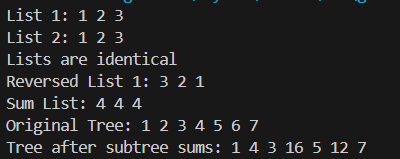 List 1: 1 2 3
List 2: 1 2 3
Lists are identical
Reversed List 1: 3 2 1
Sum List: 4 4 4
Original Tree: 1 2 3 4 5 6 7
Tree after subtree sums: 1 4 3 16 5 12 7